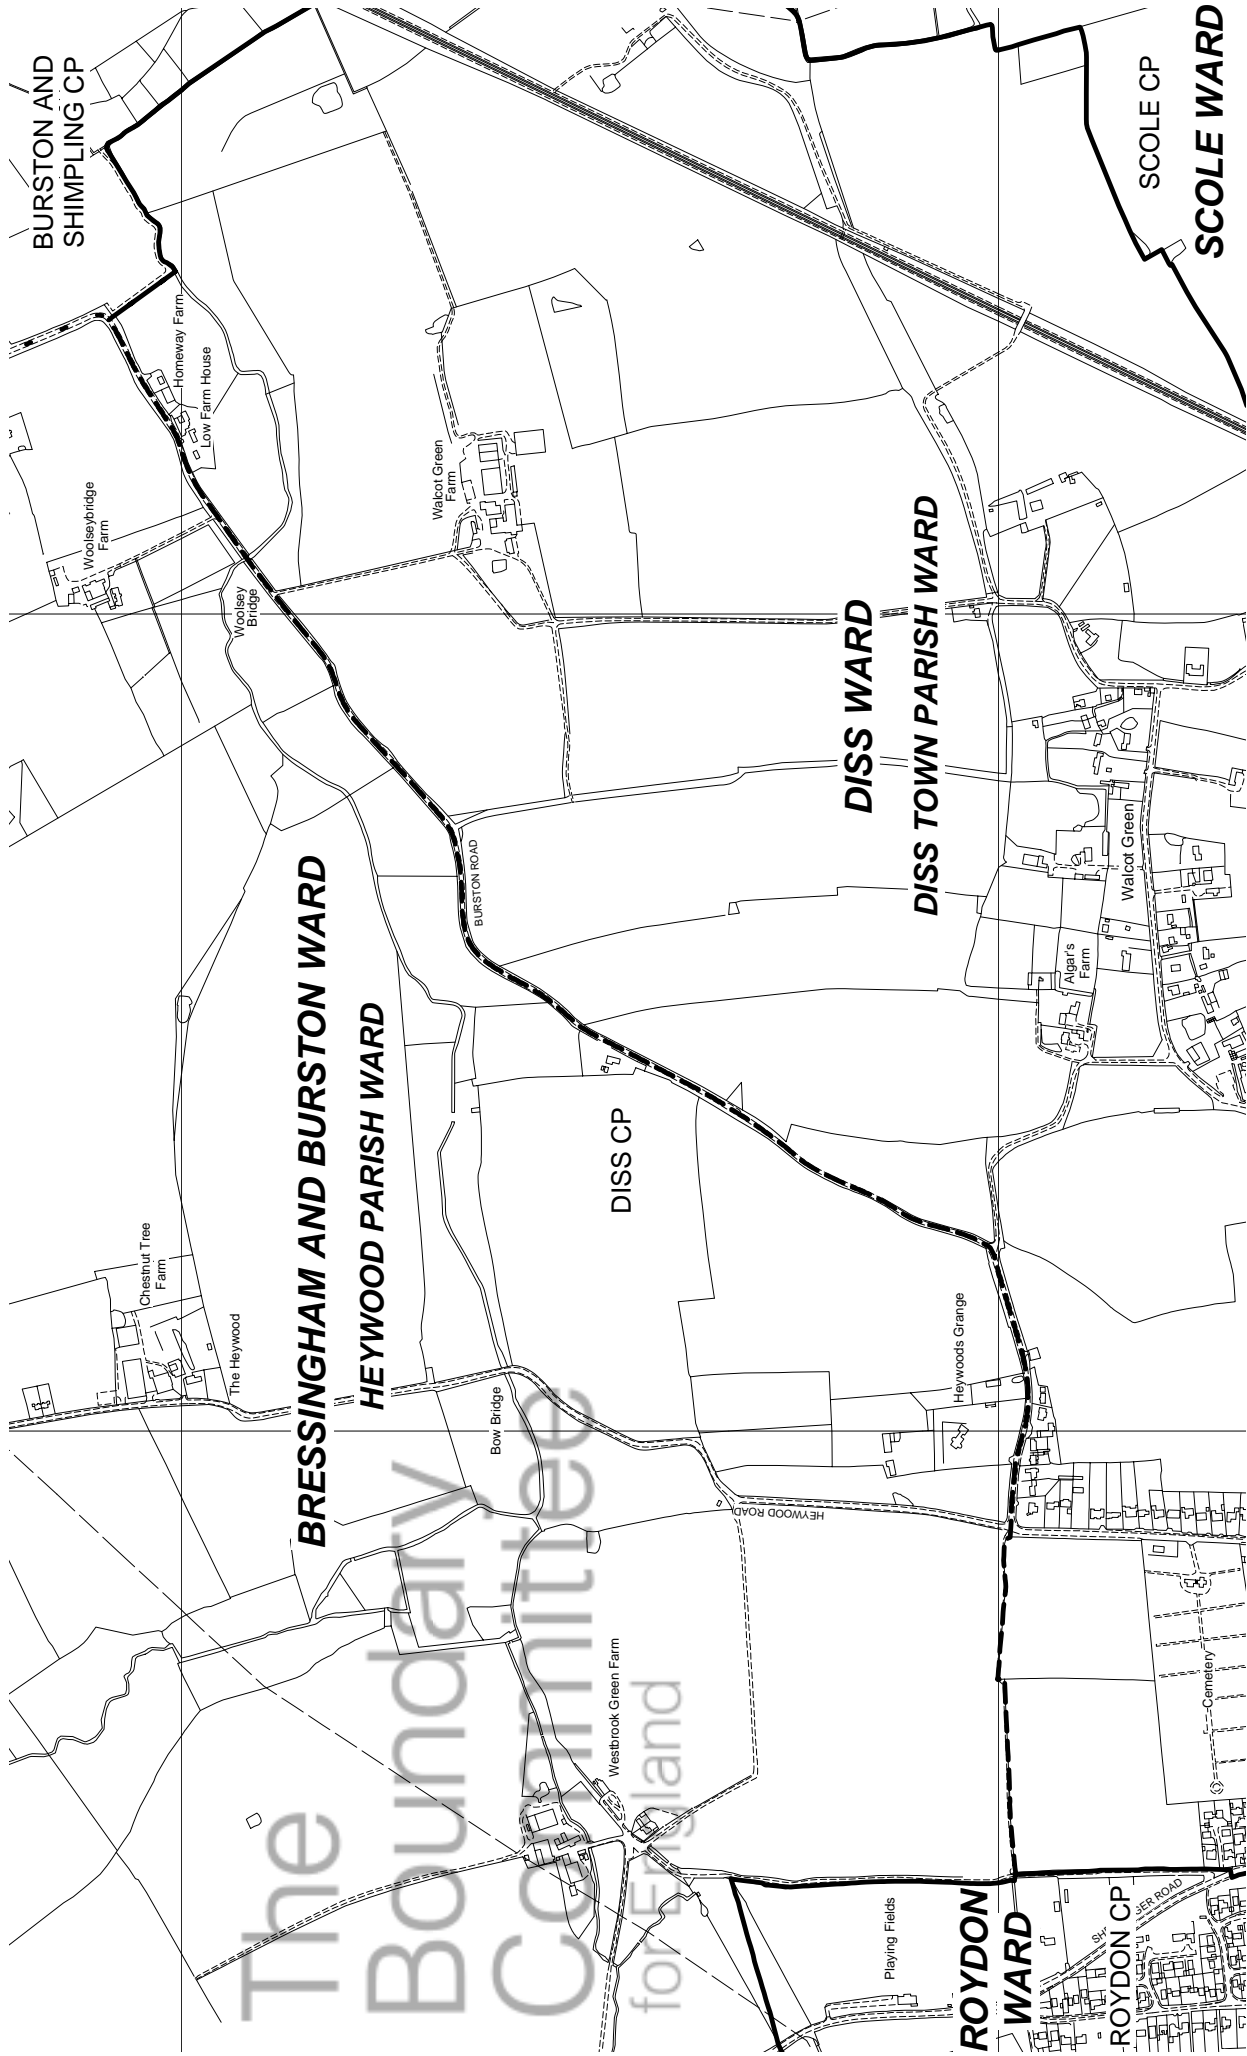 BURSTON AND
SHIMPLING CP
SCOLE CP
SCOLE WARD
Homeway Farm
Low Farm House
Woolseybridge
Farm
Walcot Green
Farm
Woolsey
Bridge
DISS WARD
DISS TOWN PARISH WARD
BURSTON ROAD
Walcot Green
Algar's
Farm
BRESSINGHAM AND BURSTON WARD
HEYWOOD PARISH WARD
DISS CP
Chestnut Tree
Farm
The Heywood
Bow Bridge
Heywoods Grange
HEYWOOD ROAD
Westbrook Green Farm
Cemetery
The
Boundary
Committee
for England
Playing Fields
ROYDON
WARD
ROYDON CP
ROAD